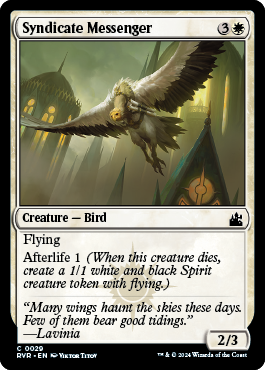 Syndicate Messenger 3
Creature — Bird
Flying
Afterlife 1 (When this creature dies,
create a 1/1 white and black Spirit
creature token with flying.)
“Many wings haunt the skies these days.
Few of them bear good tidings.”
—Lavinia
2/3
C 0029
RVR • EN Viktor Titov
™ & © 2024 Wizards of the Coast